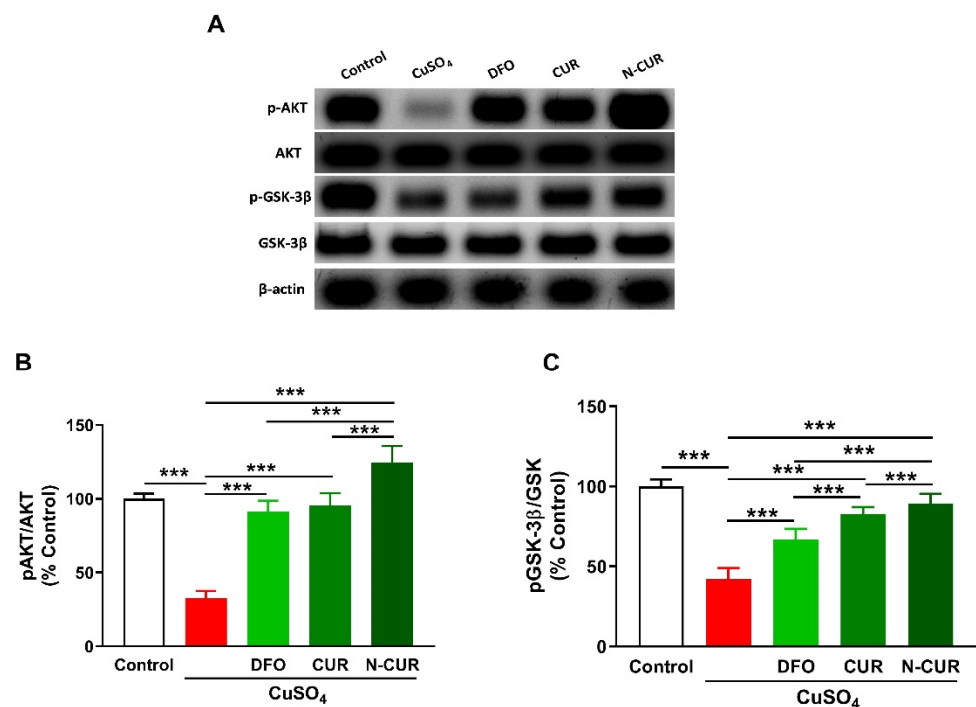 A
Control CuSO₄ DFO CUR N-CUR
p-AKT
AKT
p-GSK-3β
GSK-3β
β-actin
B
pAKT/AKT
(% Control)
150
100
50
0
***
***
***
***
***
***
Control DFO CUR N-CUR
CuSO₄
C
pGSK-3β/GSK
(% Control)
150
100
50
0
***
***
***
***
***
***
***
Control DFO CUR N-CUR
CuSO₄